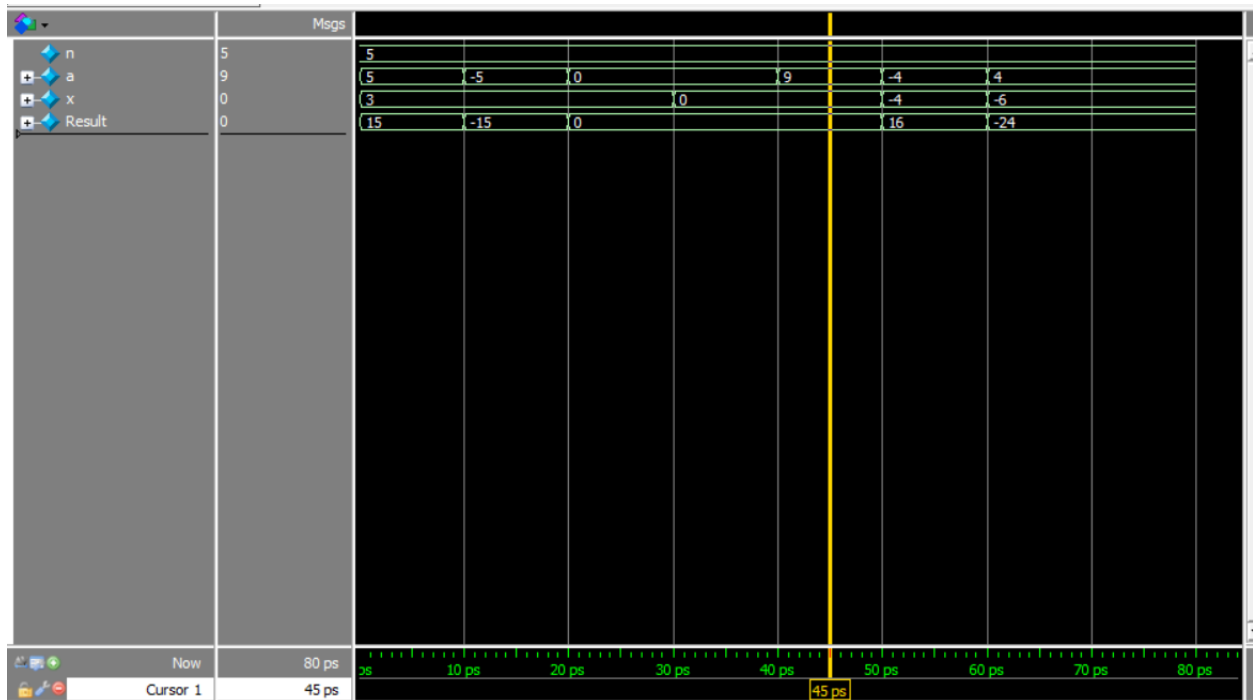 Msgs
n 5 5
a 9 5 -5 0 9 -4 4
x 0 3 0 -4 -6
Result 0 15 -15 0 16 -24
Now 80 ps ps 10 ps 20 ps 30 ps 40 ps 50 ps 60 ps 70 ps 80 ps
Cursor 1 45 ps 45 ps